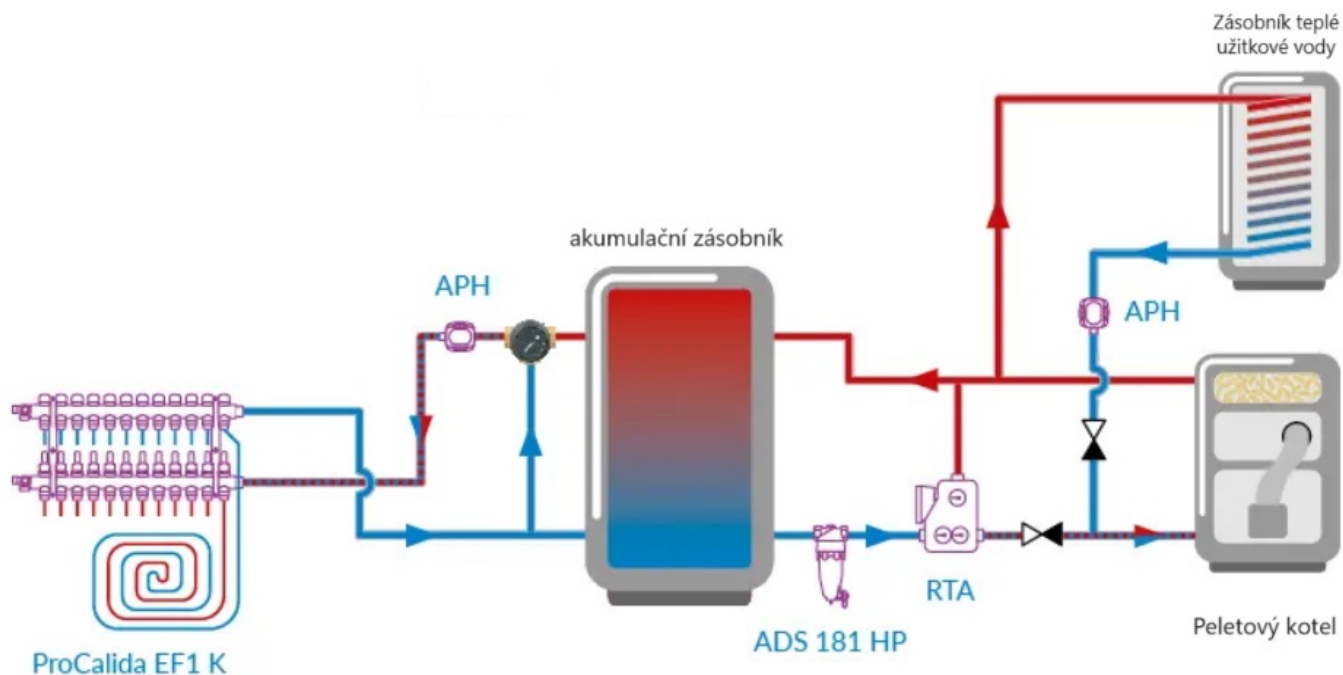 Zásobník teplé
užitkové vody
akumulační zásobník
APH
APH
RTA
ADS 181 HP
Peletový kotel
ProCalida EF1 K